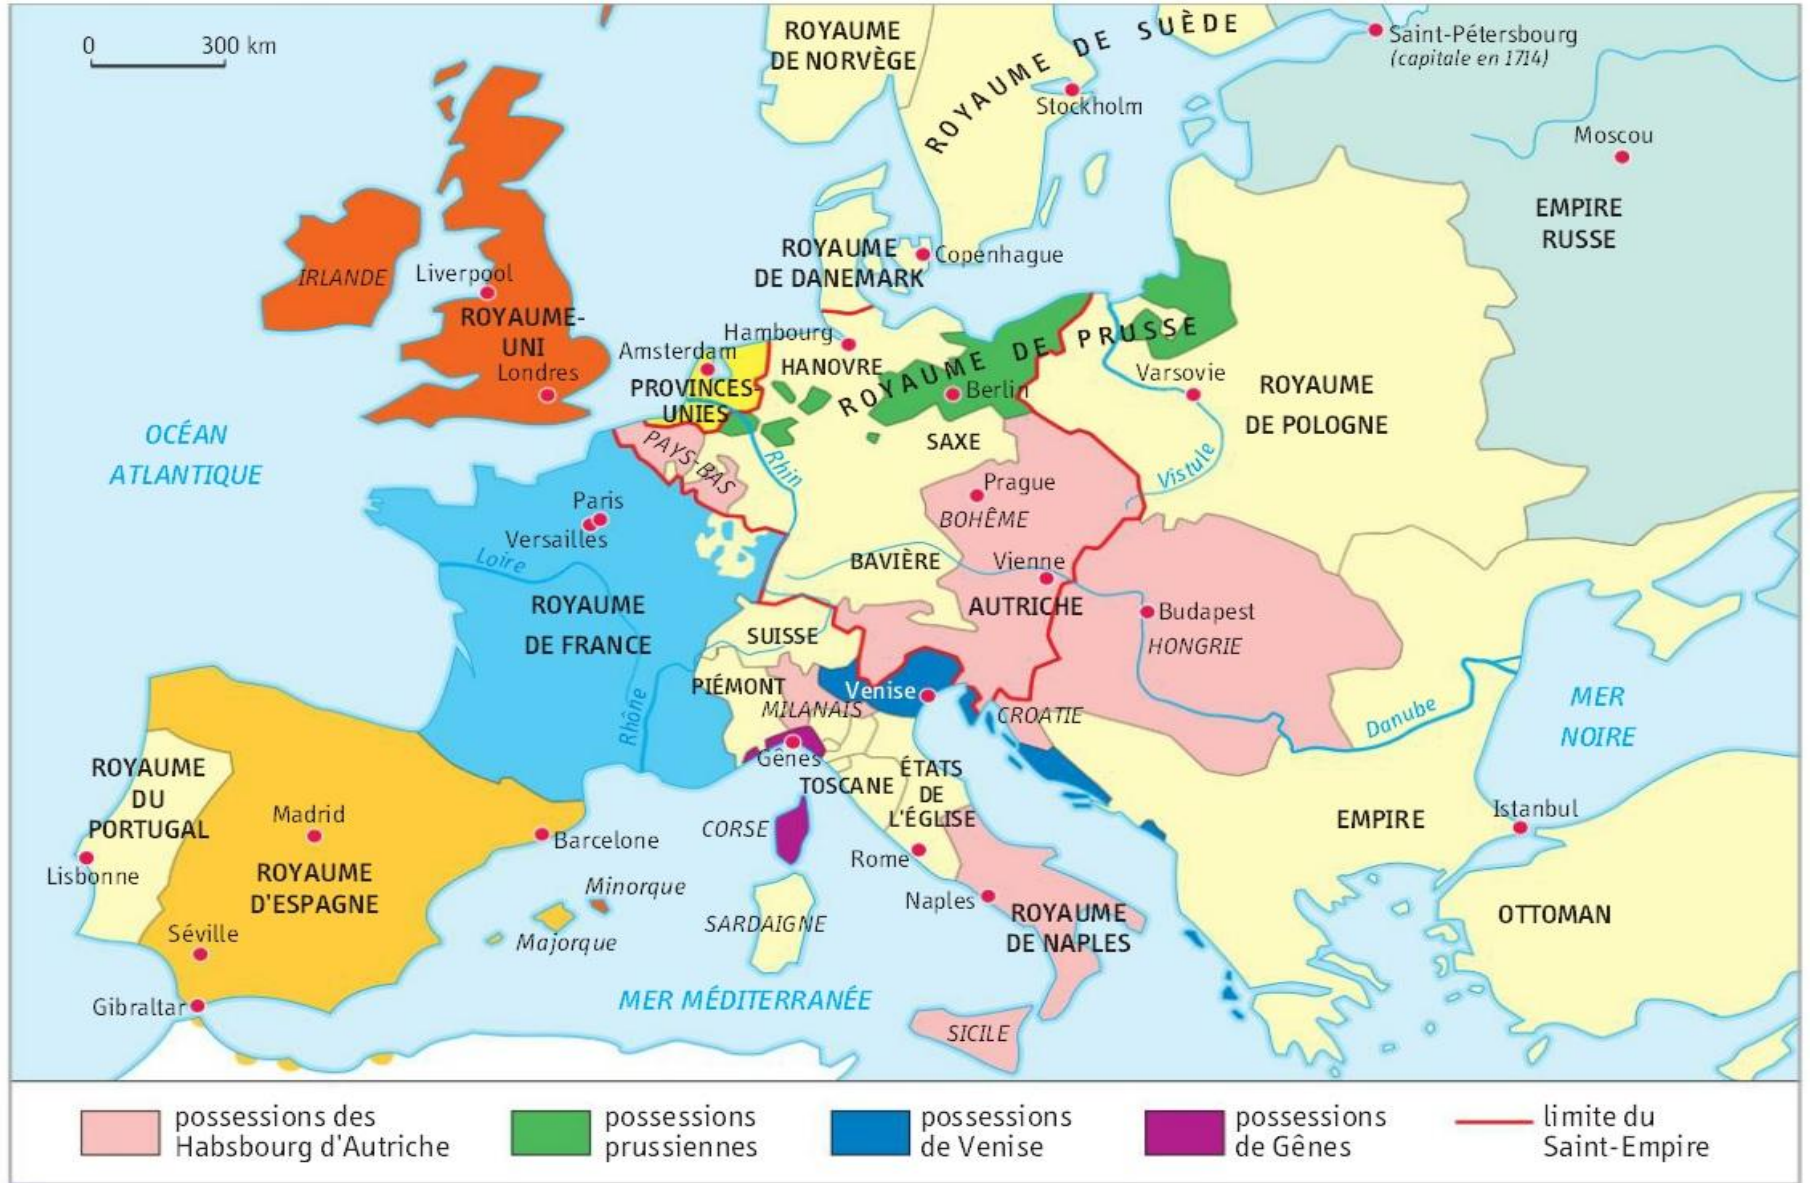 0 300 km
ROYAUME
DE NORVÈGE
ROYAUME DE SUÈDE
Stockholm
Saint-Pétersbourg
(capitale en 1714)
Moscou
EMPIRE
RUSSE
IRLANDE
Liverpool
ROYAUME-
UNI
Londres
ROYAUME
DE DANEMARK
Copenhague
Hambourg
HANOVRE
Amsterdam
PROVINCES-
UNIES
ROYAUME DE PRUSSE
Berlin
Varsovie
ROYAUME
DE POLOGNE
Vistule
OCÉAN
ATLANTIQUE
PAYS-BAS
Rhin
SAXE
Prague
BOHÊME
Paris
Versailles
Loire
BAVIÈRE
Vienne
AUTRICHE
ROYAUME
DE FRANCE
Budapest
HONGRIE
SUISSE
PIÉMONT
MILANAIS
Venise
CROATIE
Rhône
Danube
MER
NOIRE
Gênes
TOSCANE
ÉTATS
DE
L'ÉGLISE
ROYAUME
DU
PORTUGAL
Lisbonne
Madrid
ROYAUME
D'ESPAGNE
Barcelone
CORSE
Rome
EMPIRE
Istanbul
OTTOMAN
Minorque
Majorque
SARDAIGNE
Naples
ROYAUME
DE NAPLES
Séville
Gibraltar
MER MÉDITERRANÉE
SICILE
possessions des
Habsbourg d'Autriche
possessions
prussiennes
possessions
de Venise
possessions
de Gênes
limite du
Saint-Empire